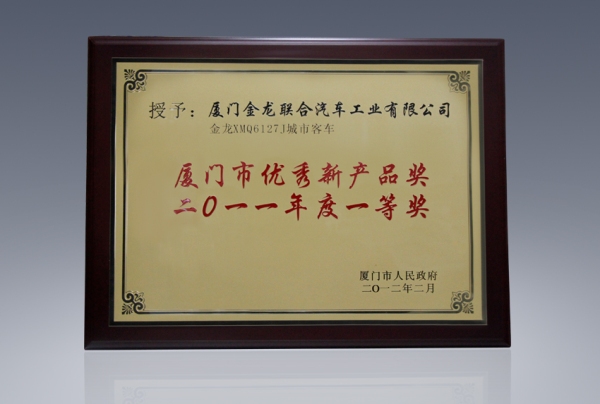 授予：厦门金龙联合汽车工业有限公司
金龙XMQ6127J城市客车
厦门市优秀新产品奖
二O一一年度一等奖
厦门市人民政府
二O一二年二月